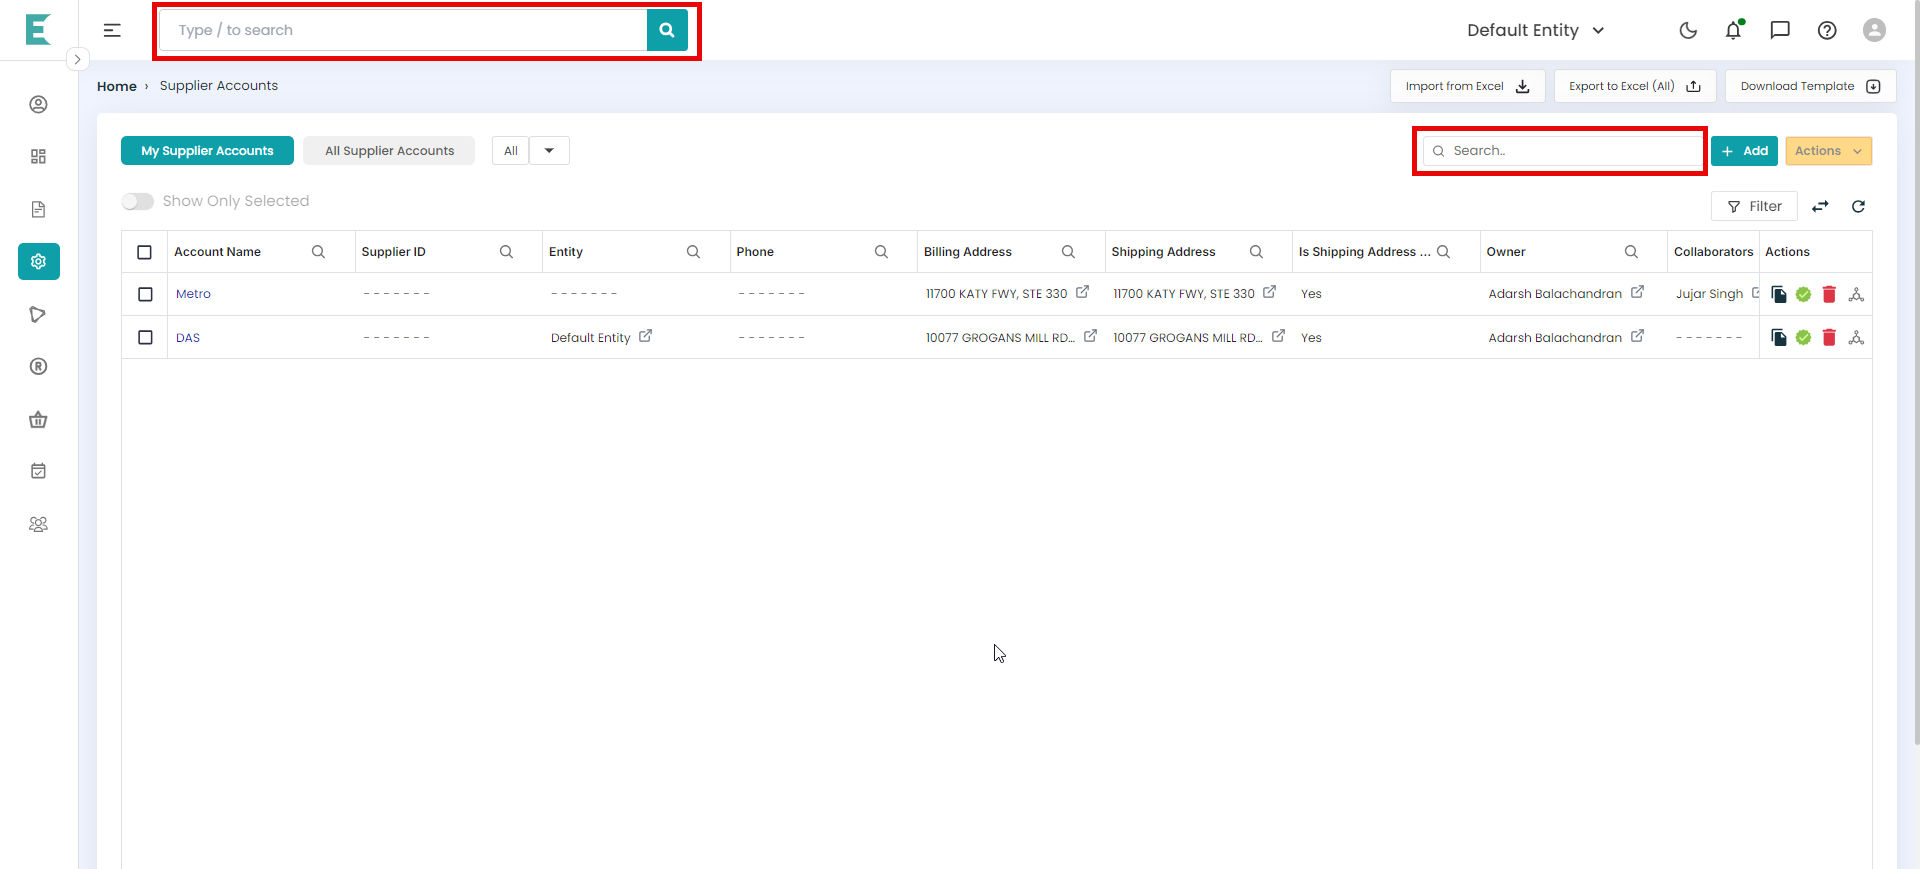 E
Type / to search
Default Entity
Home › Supplier Accounts
Import from Excel
Export to Excel (All)
Download Template
My Supplier Accounts
All Supplier Accounts
All
Search..
+ Add
Actions
Show Only Selected
Filter
Account Name Supplier ID Entity Phone Billing Address Shipping Address Is Shipping Address ... Owner Collaborators Actions
Metro ------- ------- ------- 11700 KATY FWY, STE 330 11700 KATY FWY, STE 330 Yes Adarsh Balachandran Jujar Singh
DAS ------- Default Entity ------- 10077 GROGANS MILL RD... 10077 GROGANS MILL RD... Yes Adarsh Balachandran -------